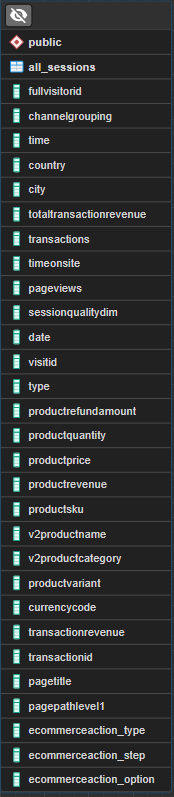 public
all_sessions
fullvisitorid
channelgrouping
time
country
city
totaltransactionrevenue
transactions
timeonsite
pageviews
sessionqualitydim
date
visitid
type
productrefundamount
productquantity
productprice
productrevenue
productsku
v2productname
v2productcategory
productvariant
currencycode
transactionrevenue
transactionid
pagetitle
pagepathlevel1
ecommerceaction_type
ecommerceaction_step
ecommerceaction_option